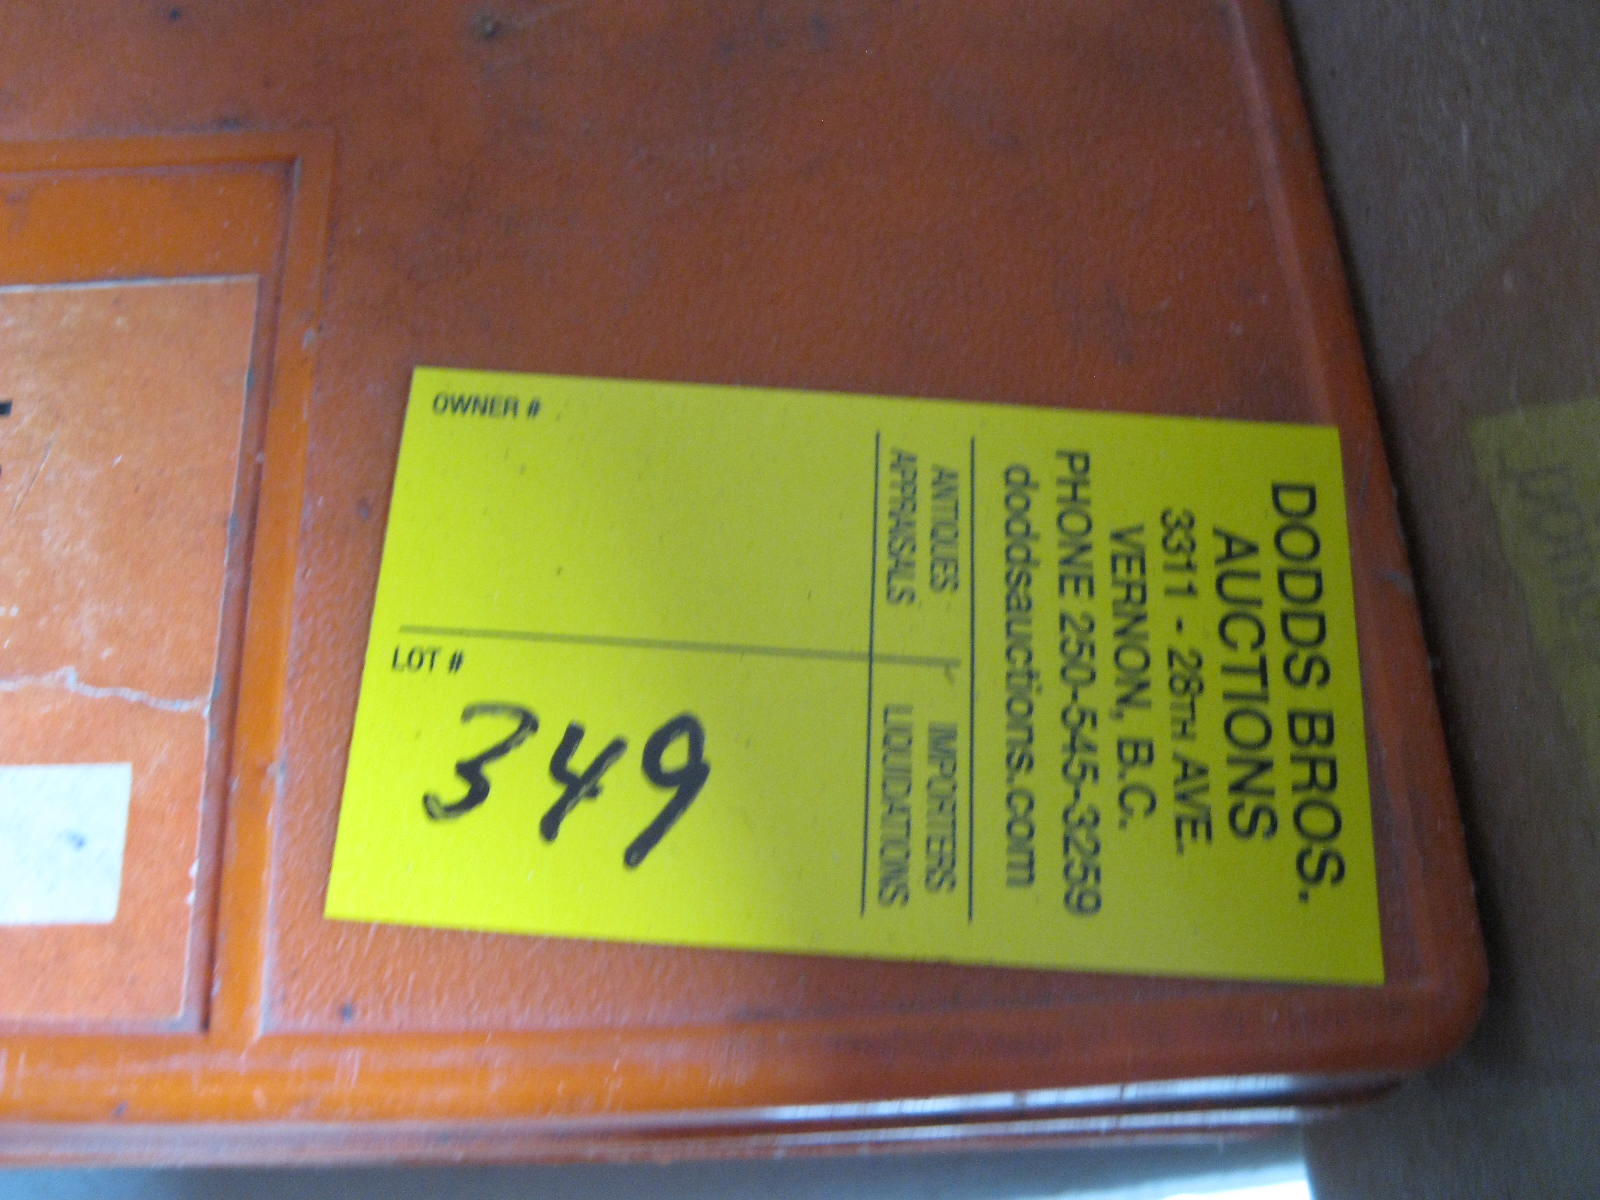 DODDS BROS.
AUCTIONS
3311 - 28TH AVE.
VERNON, B.C.
PHONE 250-545-3259
doddsauctions.com
ANTIQUES IMPORTERS
APPRAISALS LIQUIDATIONS
OWNER #
LOT #
349